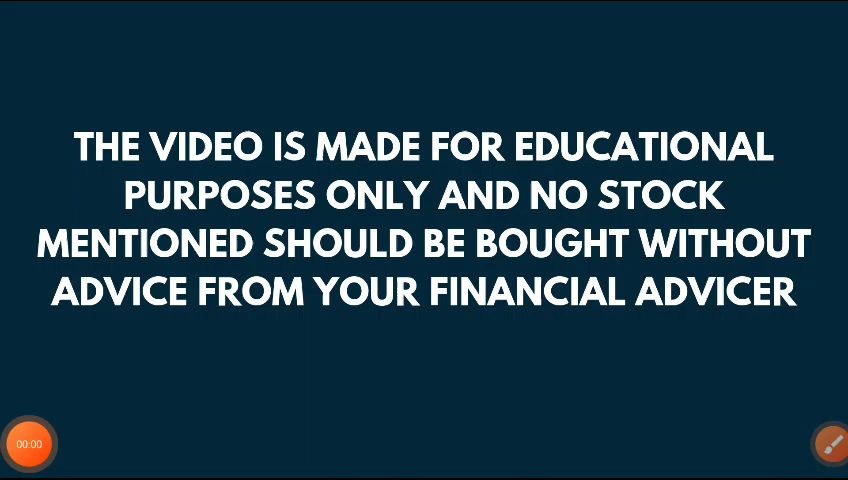 THE VIDEO IS MADE FOR EDUCATIONAL
PURPOSES ONLY AND NO STOCK
MENTIONED SHOULD BE BOUGHT WITHOUT
ADVICE FROM YOUR FINANCIAL ADVICER
00:00